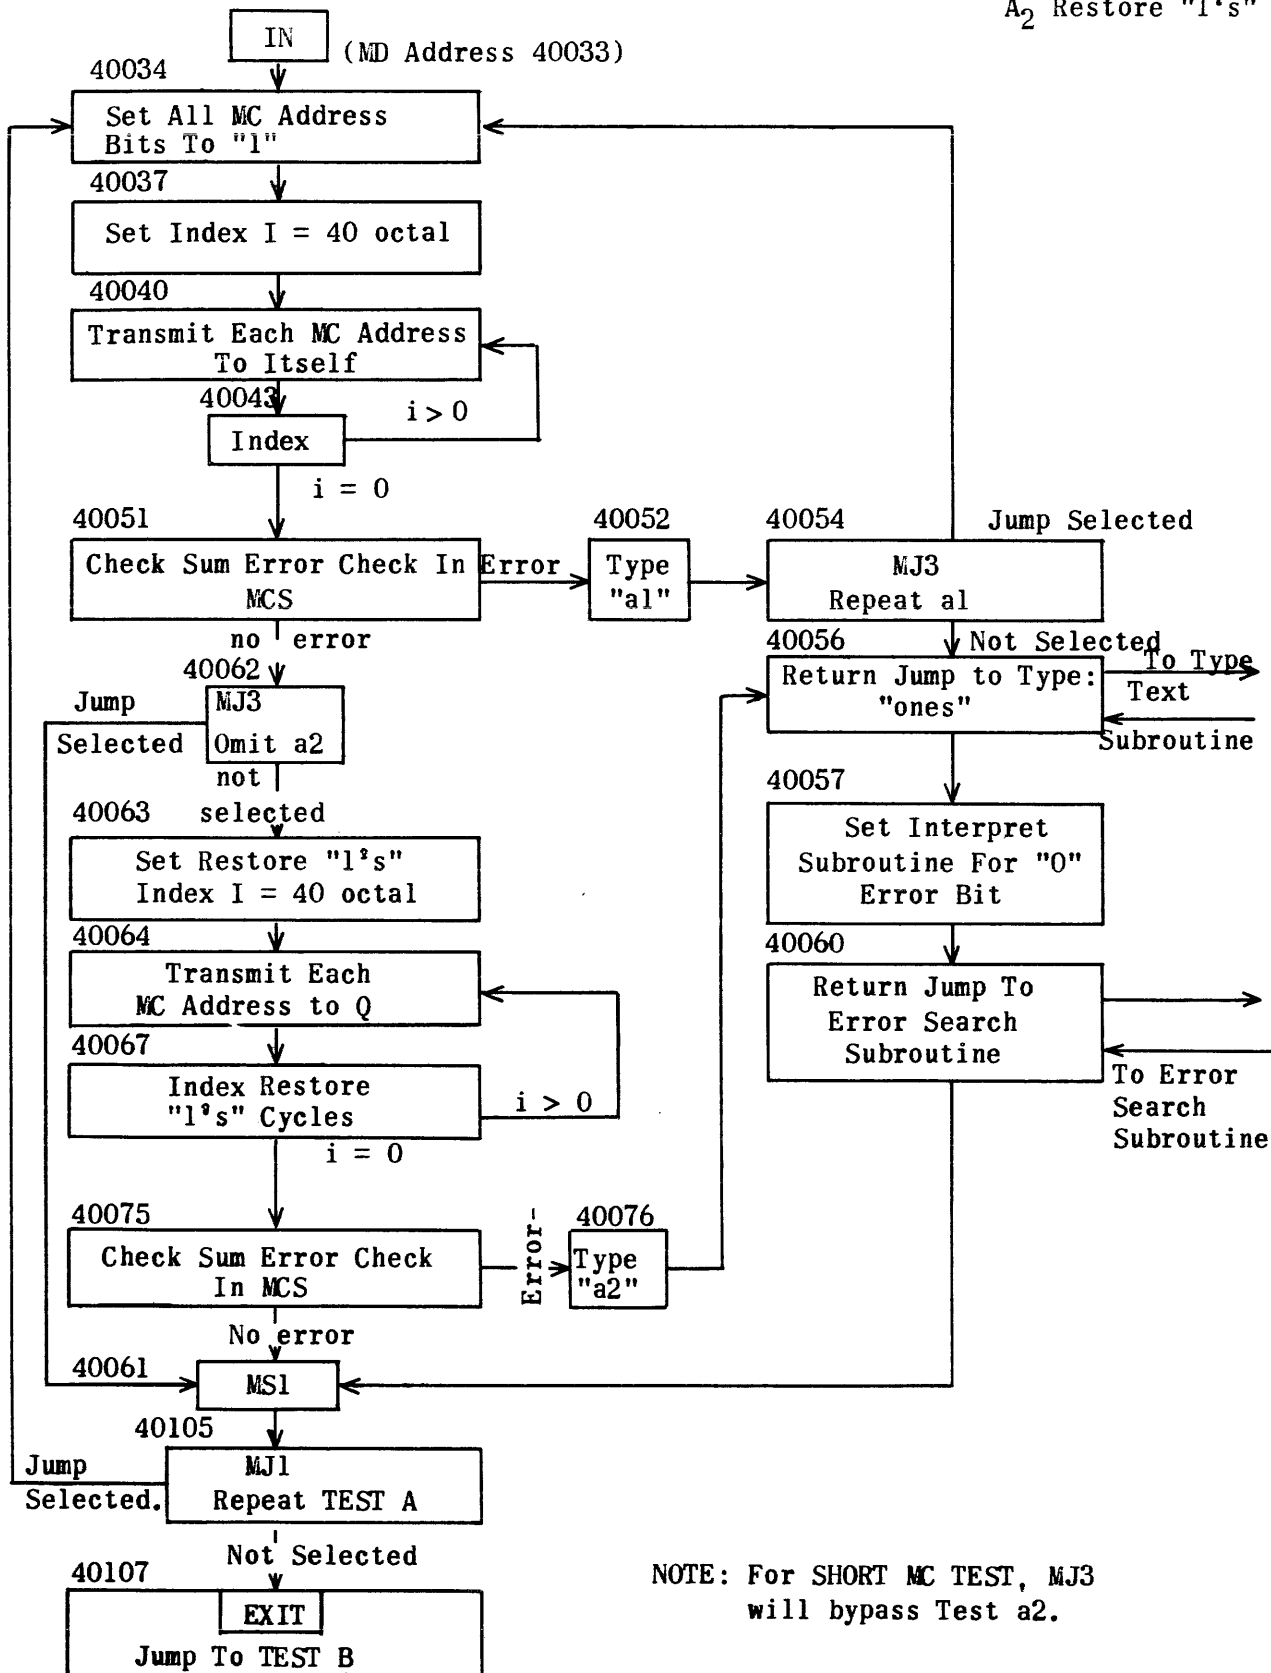 A2 Restore "1's"
IN
(MD Address 40033)
40034
Set All MC Address
Bits To "1"
40037
Set Index I = 40 octal
40040
Transmit Each MC Address
To Itself
40043
i > 0
Index
i = 0
40051
Check Sum Error Check In
MCS
Error
40052
Type
"a1"
40054
Jump Selected
MJ3
Repeat a1
no error
Not Selected
40056
Return Jump to Type:
"ones"
To Type
Text
Subroutine
40062
MJ3
Omit a2
Jump
Selected
not
selected
40057
Set Interpret
Subroutine For "0"
Error Bit
40063
Set Restore "1's"
Index I = 40 octal
40064
Transmit Each
MC Address to Q
40060
Return Jump To
Error Search
Subroutine
To Error
Search
Subroutine
40067
Index Restore
"1's" Cycles
i > 0
i = 0
40075
Check Sum Error Check
In MCS
Error-
40076
Type
"a2"
No error
40061
MS1
40105
MJ1
Repeat TEST A
Jump
Selected.
Not Selected
40107
EXIT
Jump To TEST B
NOTE: For SHORT MC TEST, MJ3
will bypass Test a2.